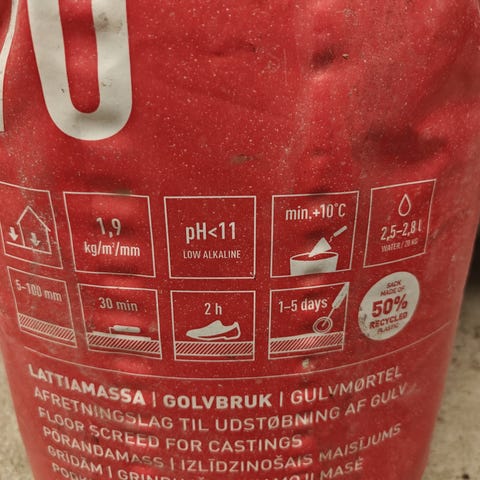 0
1,9
kg/m²/mm
pH<11
LOW ALKALINE
min.+10°C
2,5-2,8 l
WATER / 20 KG
5-100 mm
30 min
2 h
1-5 days
SACK
MADE OF
50%
RECYCLED
PLASTIC
LATTIAMASSA | GOLVBRUK | GULVMØRTEL
AFRETNINGSLAG TIL UDSTØBNING AF GULV
FLOOR SCREED FOR CASTINGS
PÕRANDAMASS | IZLĪDZINOŠAIS MAISĪJUMS